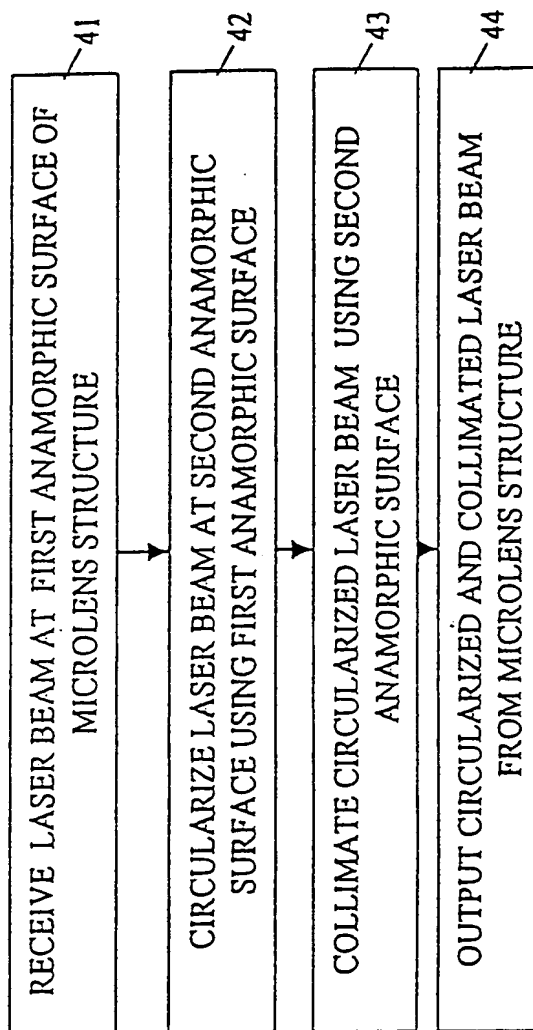 RECEIVE LASER BEAM AT FIRST ANAMORPHIC SURFACE OF
MICROLENS STRUCTURE
41
CIRCULARIZE LASER BEAM AT SECOND ANAMORPHIC
SURFACE USING FIRST ANAMORPHIC SURFACE
42
COLLIMATE CIRCULARIZED LASER BEAM USING SECOND
ANAMORPHIC SURFACE
43
OUTPUT CIRCULARIZED AND COLLIMATED LASER BEAM
FROM MICROLENS STRUCTURE
44